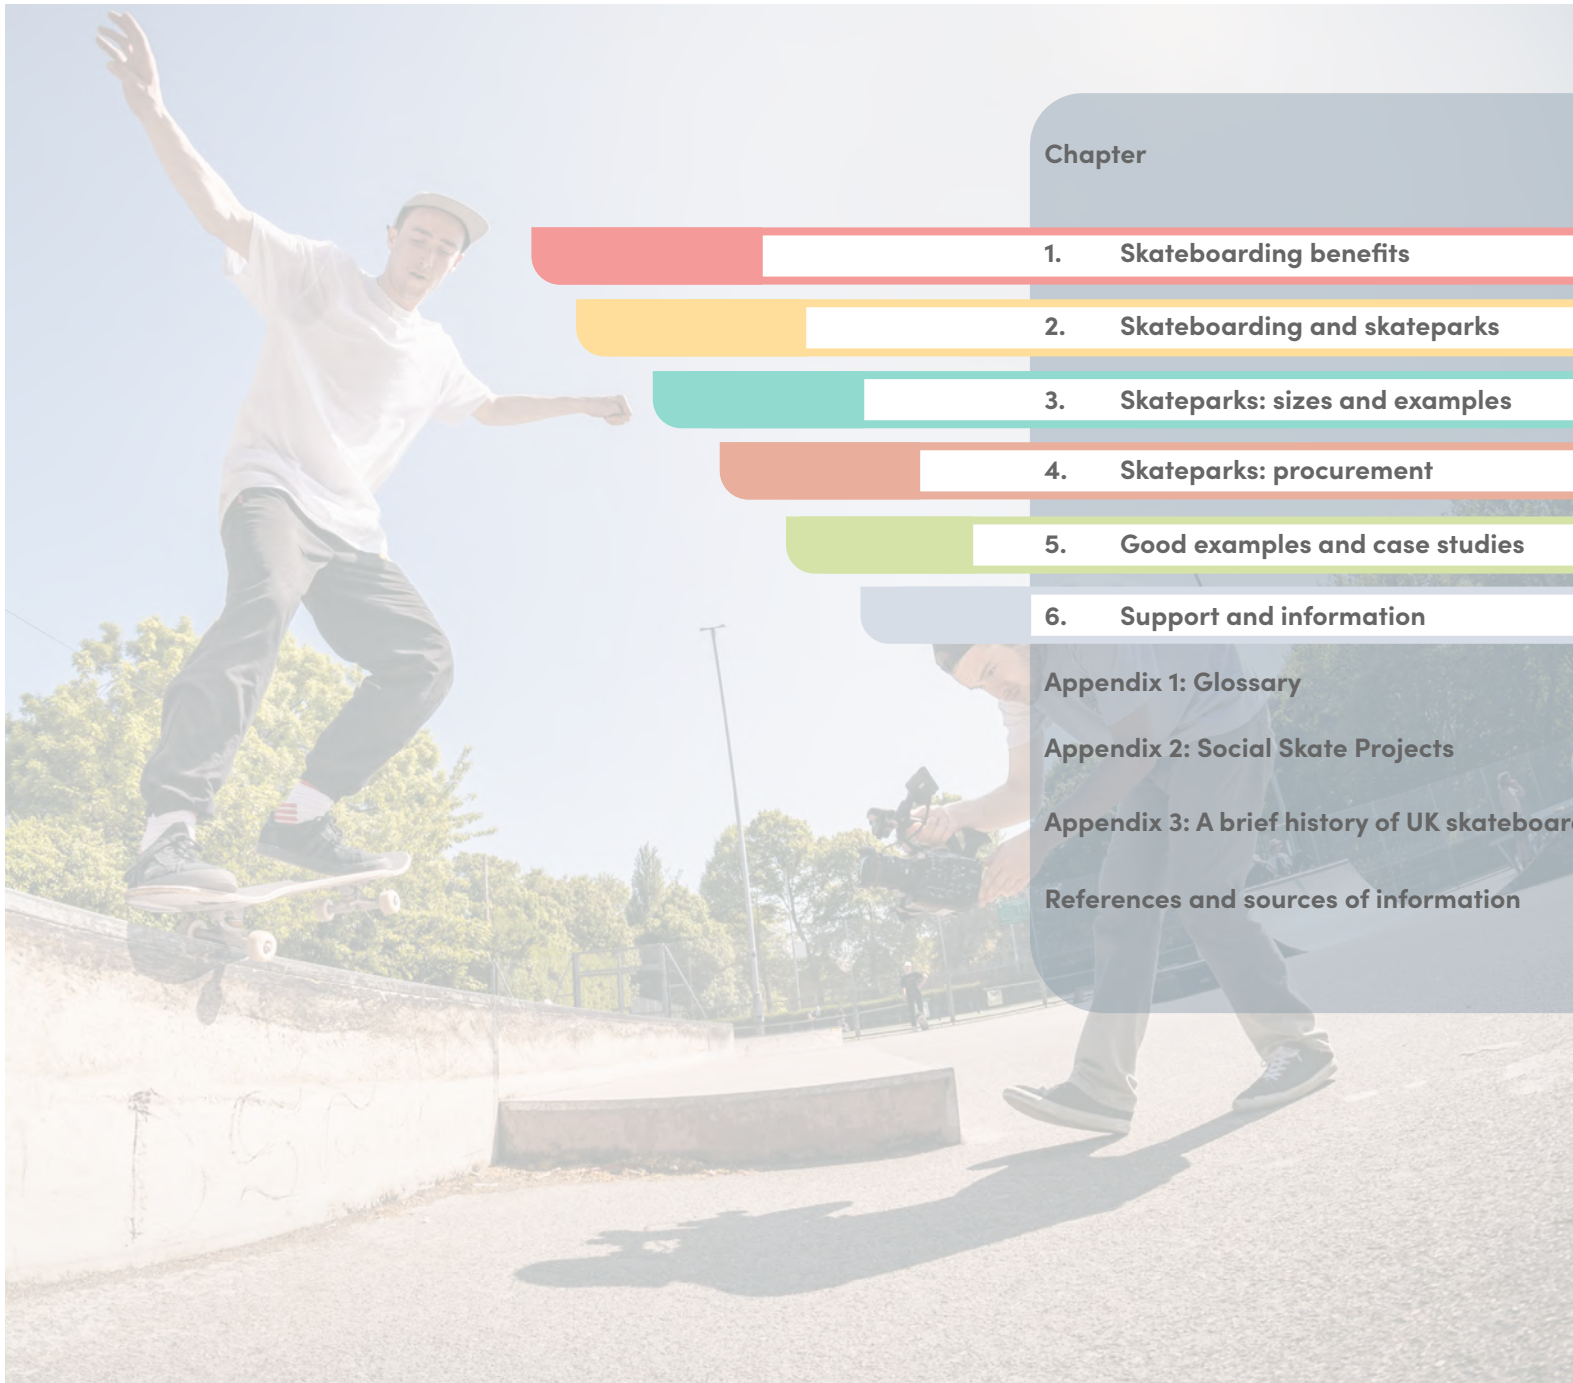 Chapter
1. Skateboarding benefits
2. Skateboarding and skateparks
3. Skateparks: sizes and examples
4. Skateparks: procurement
5. Good examples and case studies
6. Support and information
Appendix 1: Glossary
Appendix 2: Social Skate Projects
Appendix 3: A brief history of UK
References and sources of information